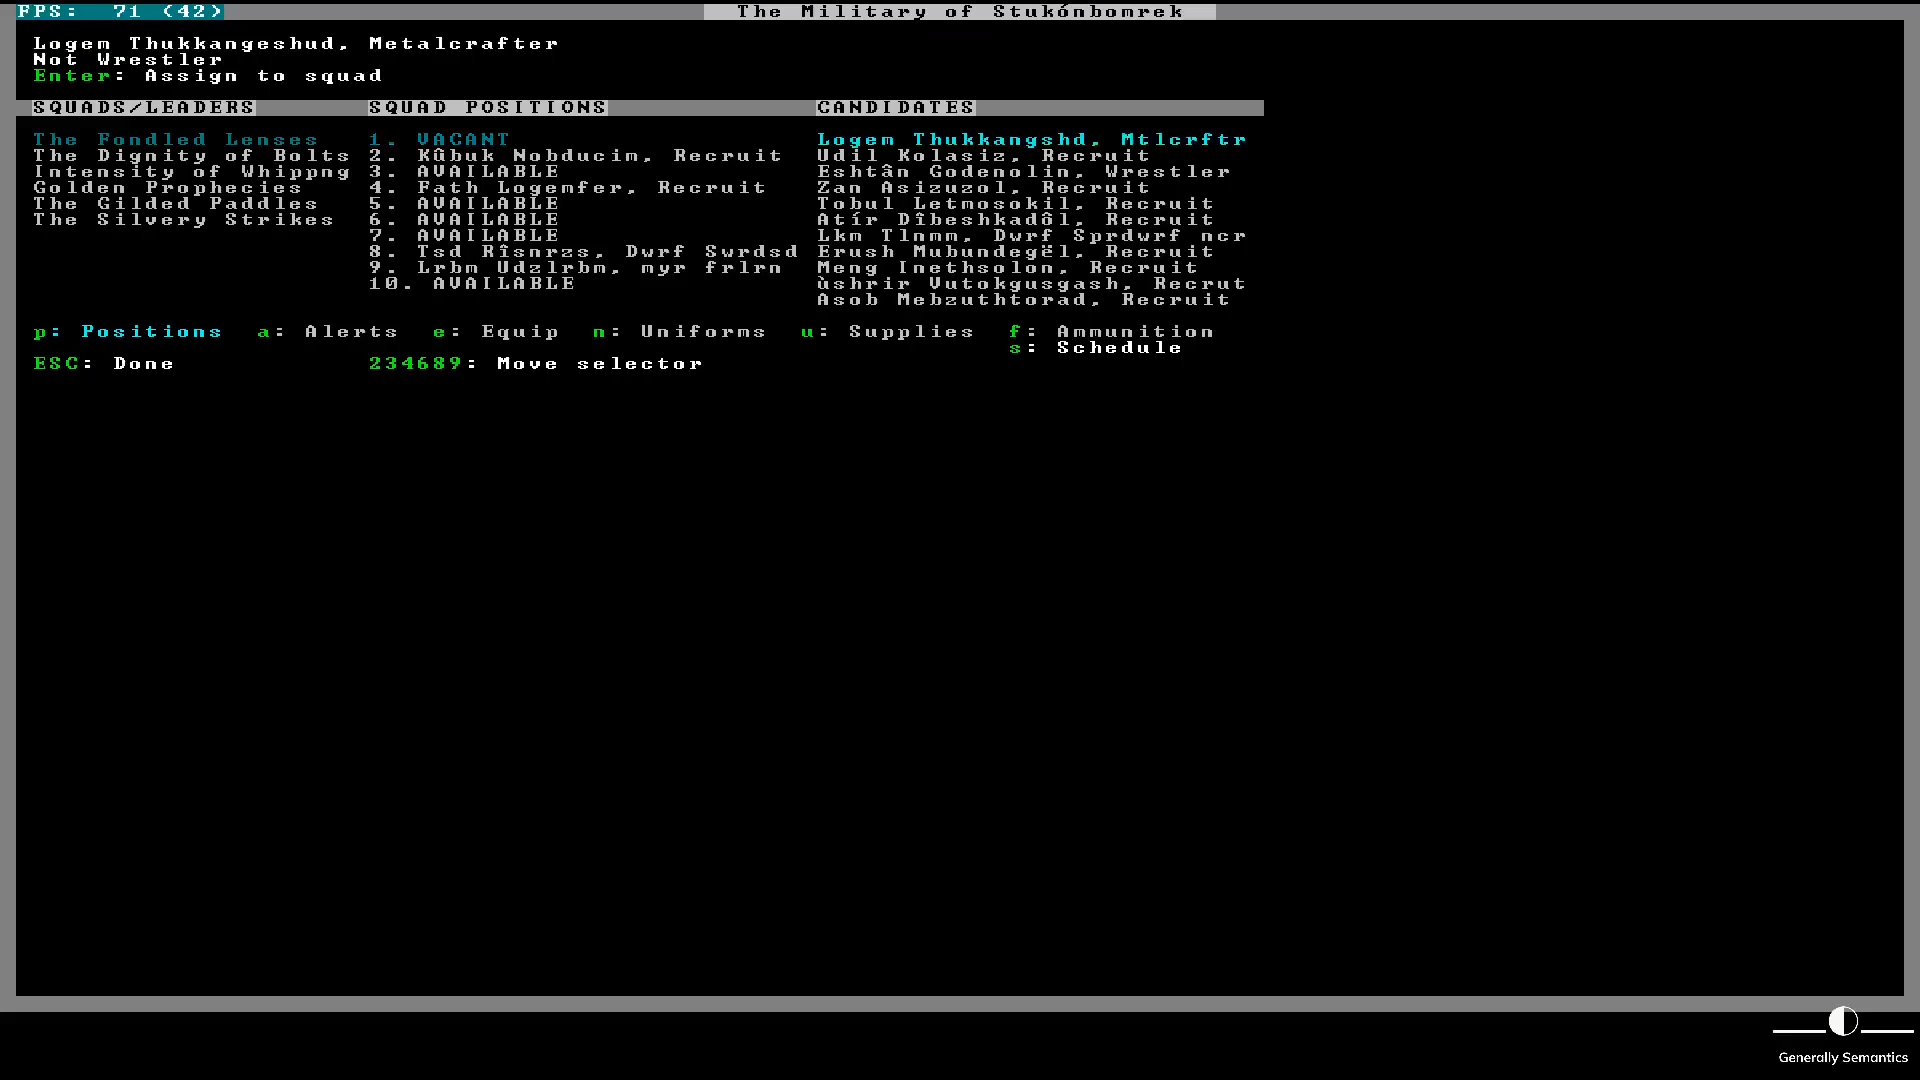 FPS: 71 (42)
The Military of Stukónbomrek
Logem Thukkangeshud, Metalcrafter
Not Wrestler
Enter: Assign to squad
SQUADS/LEADERS SQUAD POSITIONS CANDIDATES
The Fondled Lenses 1. VACANT Logem Thukkangshd, Mtlcrftr
The Dignity of Bolts 2. Kûbuk Nobducim, Recruit Udil Kolasiz, Recruit
Intensity of Whippng 3. AVAILABLE Eshtân Godenolin, Wrestler
Golden Prophecies 4. Fath Logemfer, Recruit Zan Asizuzol, Recruit
The Gilded Paddles 5. AVAILABLE Tobul Letmosokil, Recruit
The Silvery Strikes 6. AVAILABLE Atír Dîbeshkadôl, Recruit
7. AVAILABLE Lkm Tlnmm, Dwrf Sprdwrf ncr
8. Tsd Rîsnrzs, Dwrf Swrdsd Erush Mubundegël, Recruit
9. Lrbm Udzlrbm, myr frlrn Meng Inethsolon, Recruit
10. AVAILABLE ùshrir Vutokgusgash, Recrut
Asob Mebzuthtorad, Recruit
p: Positions a: Alerts e: Equip n: Uniforms u: Supplies f: Ammunition
s: Schedule
ESC: Done 234689: Move selector
Generally Semantics